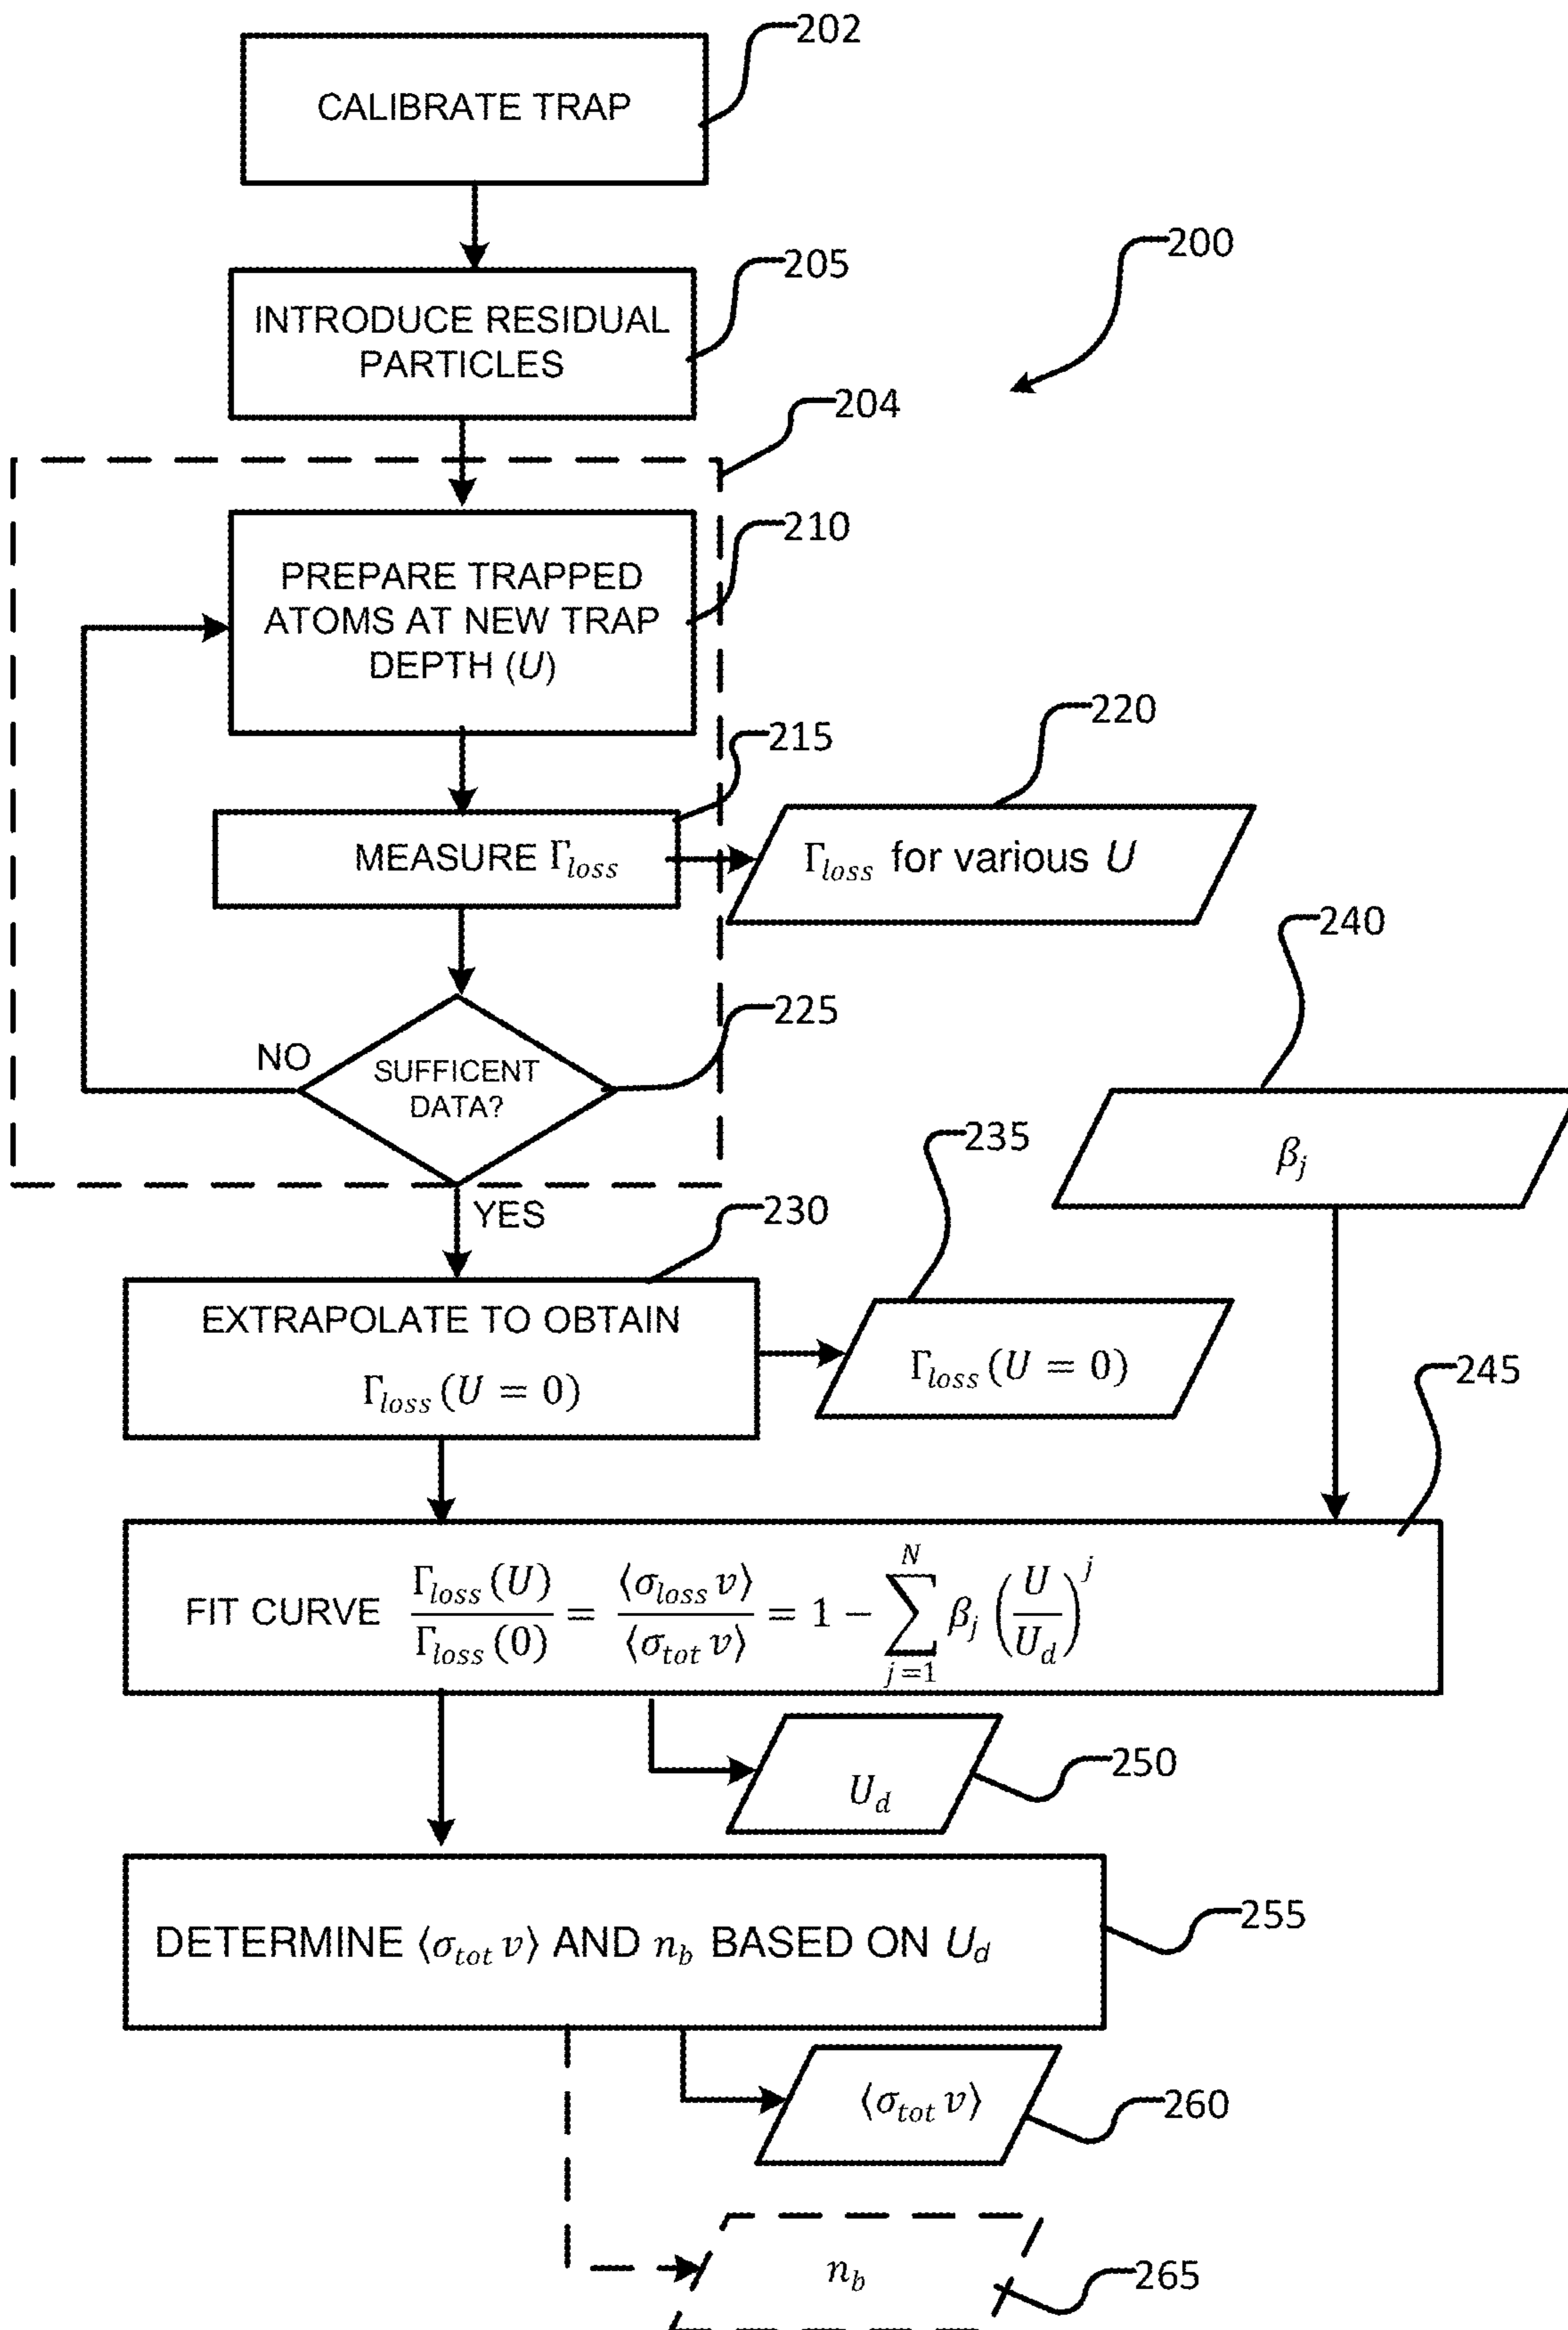 202
CALIBRATE TRAP
200
205
INTRODUCE RESIDUAL
PARTICLES
204
210
PREPARE TRAPPED
ATOMS AT NEW TRAP
DEPTH (U)
220
215
MEASURE Γ_loss
Γ_loss for various U
240
225
NO
SUFFICENT
DATA?
235
β_j
YES
230
EXTRAPOLATE TO OBTAIN
Γ_loss (U = 0)
Γ_loss (U = 0)
245
FIT CURVE Γ_loss (U) / Γ_loss (0) = ⟨σ_loss v⟩ / ⟨σ_tot v⟩ = 1 − ∑_{j=1}^{N} β_j (U / U_d)^j
250
U_d
255
DETERMINE ⟨σ_tot v⟩ AND n_b BASED ON U_d
⟨σ_tot v⟩
260
n_b
265